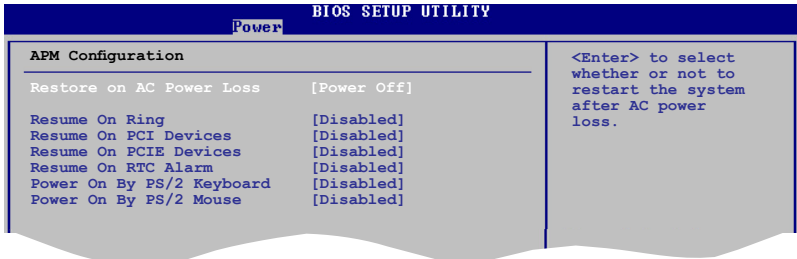 BIOS SETUP UTILITY
Power
APM Configuration
Restore on AC Power Loss [Power Off]
Resume On Ring [Disabled]
Resume On PCI Devices [Disabled]
Resume On PCIE Devices [Disabled]
Resume On RTC Alarm [Disabled]
Power On By PS/2 Keyboard [Disabled]
Power On By PS/2 Mouse [Disabled]
<Enter> to select
whether or not to
restart the system
after AC power
loss.